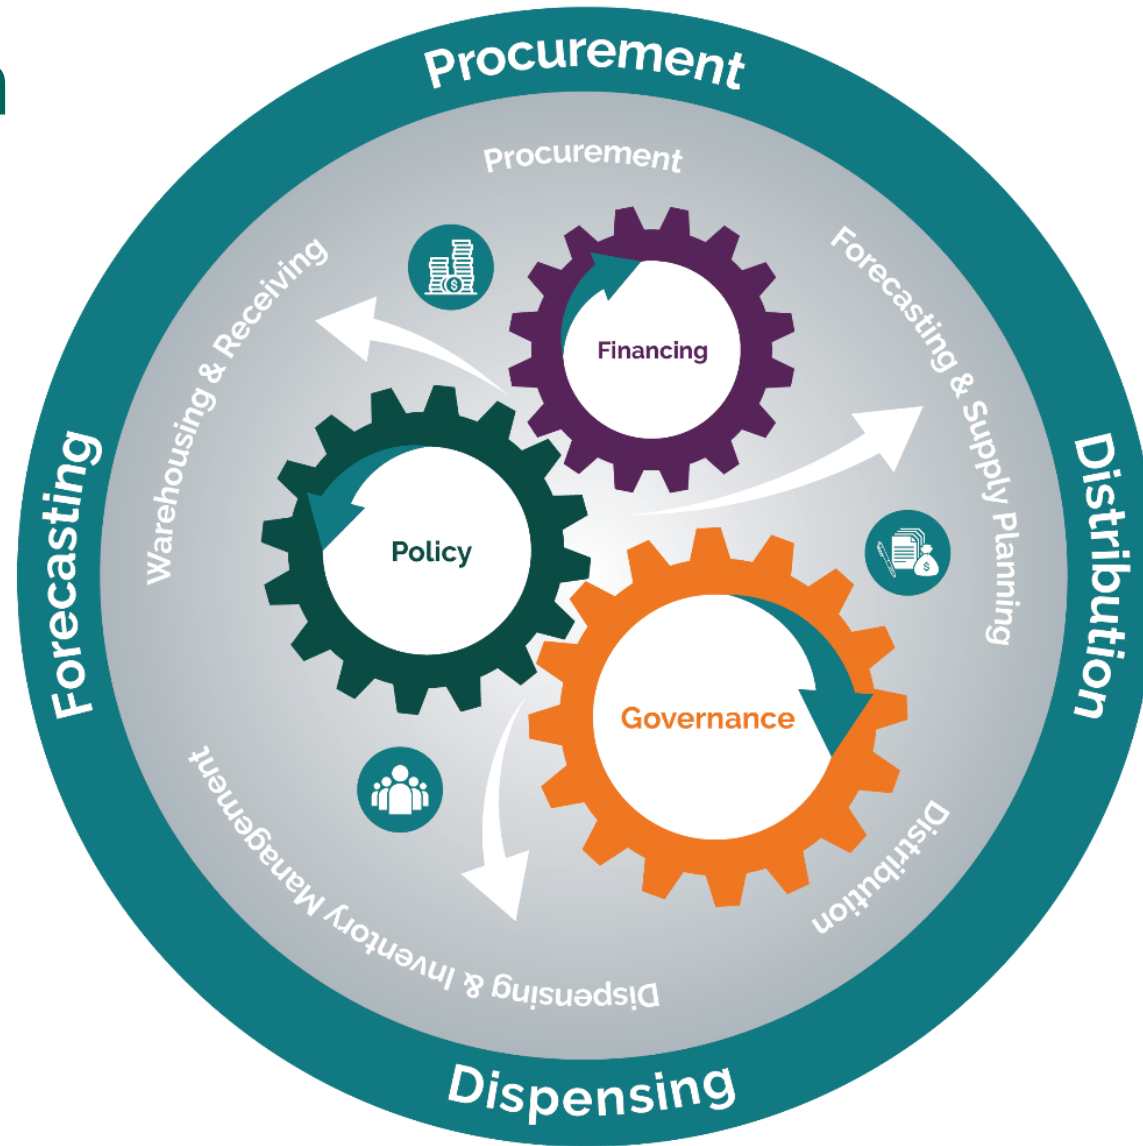 Procurement
Procurement
Forecasting & Supply Planning
Warehousing & Receiving
Financing
Policy
Governance
Forecasting
Distribution
Distribution
Dispensing & Inventory Management
Dispensing